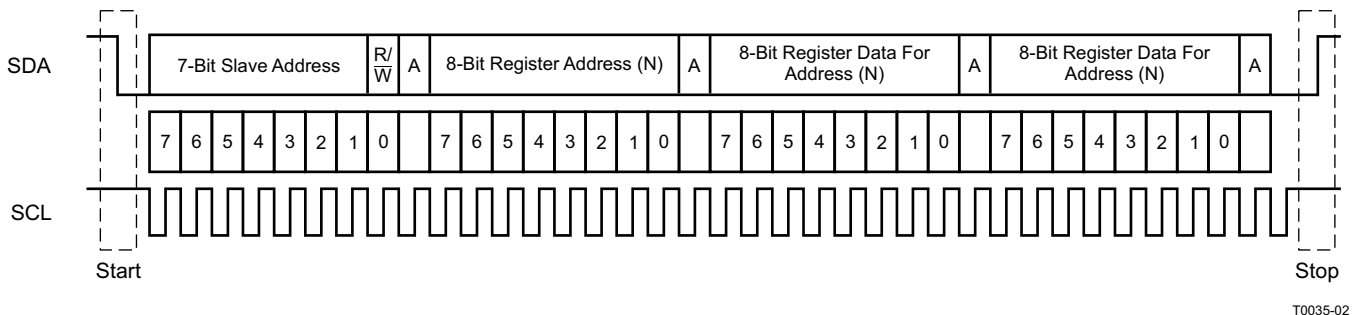 SDA
7-Bit Slave Address
R/
W
A
8-Bit Register Address (N)
A
8-Bit Register Data For
Address (N)
A
8-Bit Register Data For
Address (N)
A
7 6 5 4 3 2 1 0 7 6 5 4 3 2 1 0 7 6 5 4 3 2 1 0 7 6 5 4 3 2 1 0
SCL
Start
Stop
T0035-02